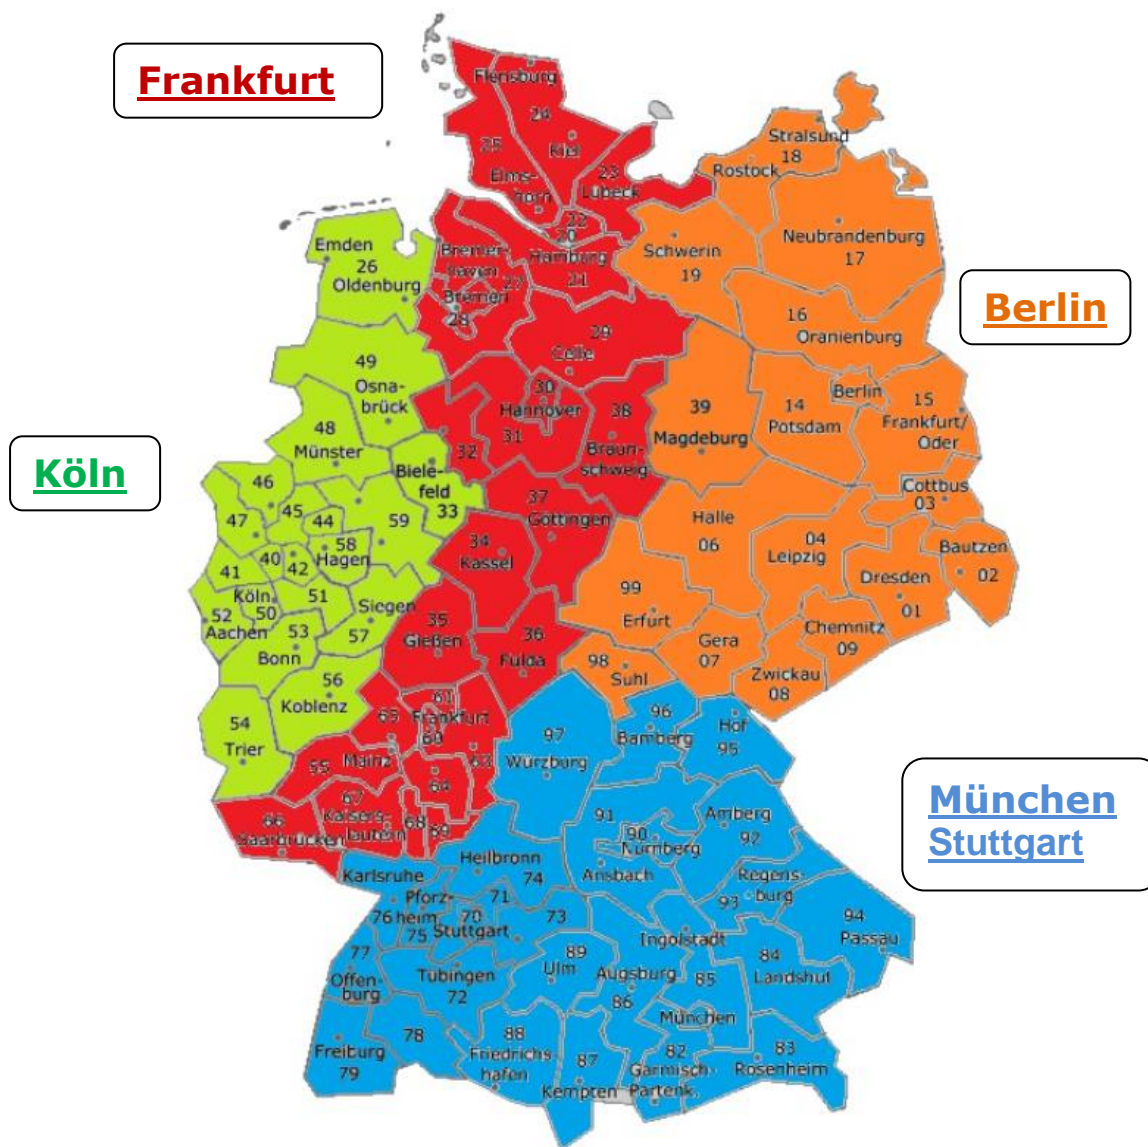 Frankfurt
Flensburg
24
25
Kiel
Elms-
horn
23
Lübeck
22
20
Stralsund
18
Rostock
Schwerin
19
Neubrandenburg
17
Emden
26
Oldenburg
Bremer-
haven
27
Bremen
28
Hamburg
21
Berlin
16
Oranienburg
29
Celle
49
Osna-
brück
30
Hannover
31
32
38
Braun-
schweig
39
Magdeburg
14
Potsdam
Berlin
15
Frankfurt/
Oder
Köln
48
Münster
Biele-
feld
33
46
47
45
44
59
58
Hagen
40
42
41
Köln
50
51
52
Aachen
53
Bonn
Siegen
57
37
Göttingen
34
Kassel
Halle
06
04
Leipzig
Cottbus
03
Bautzen
02
Dresden
01
99
Erfurt
Gera
07
Chemnitz
09
Zwickau
08
98
Suhl
35
Gießen
36
Fulda
56
Koblenz
54
Trier
61
Frankfurt
60
65
Mainz
63
55
64
67
Kaisers-
lautern
68
69
66
Saarbrücken
97
Würzburg
96
Bamberg
Hof
95
München
Stuttgart
91
90
Nürnberg
Ansbach
Amberg
92
Regens-
burg
93
94
Passau
Heilbronn
74
Karlsruhe
Pforz-
heim
76
75
71
70
Stuttgart
73
Ingolstadt
84
Landshut
77
Offen-
burg
Tübingen
72
89
Ulm
Augsburg
86
85
München
Freiburg
79
78
88
Friedrichs
hafen
87
Kempten
82
Garmisch-
Partenk.
83
Rosenheim